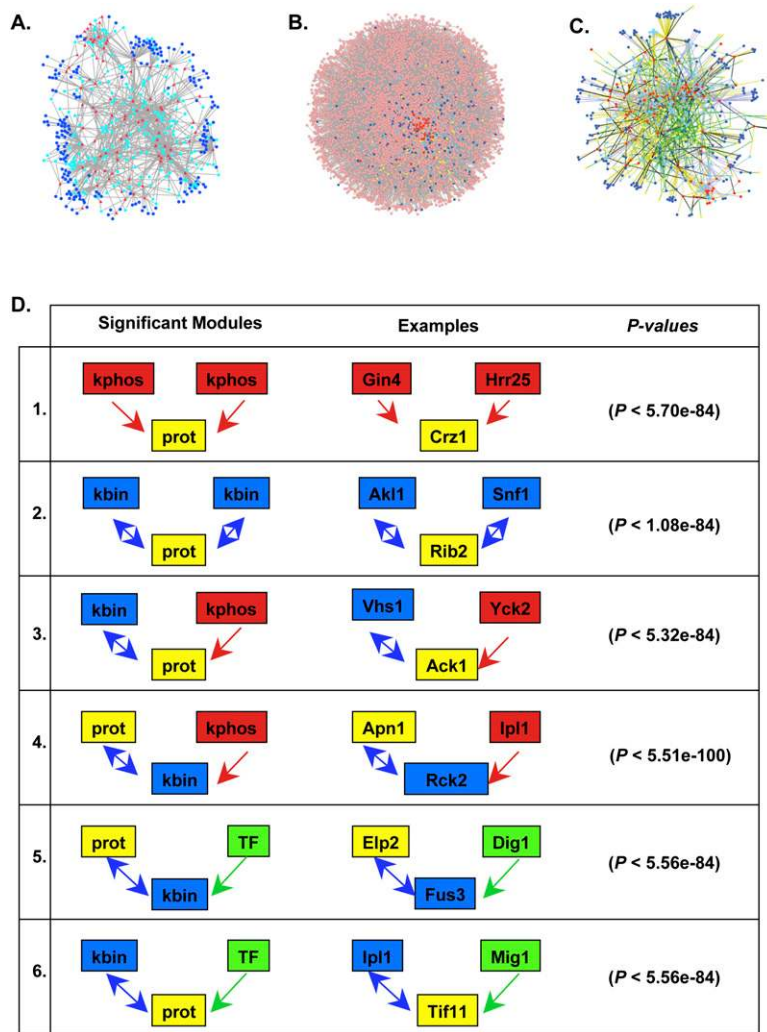 A.
B.
C.
D.
Significant Modules Examples P-values
kphos kphos Gin4 Hrr25
1. (P < 5.70e-84)
prot Crz1
kbin kbin Akl1 Snf1
2. (P < 1.08e-84)
prot Rib2
kbin kphos Vhs1 Yck2
3. (P < 5.32e-84)
prot Ack1
prot kphos Apn1 Ipl1
4. (P < 5.51e-100)
kbin Rck2
prot TF Elp2 Dig1
5. (P < 5.56e-84)
kbin Fus3
kbin TF Ipl1 Mig1
6. (P < 5.56e-84)
prot Tif11